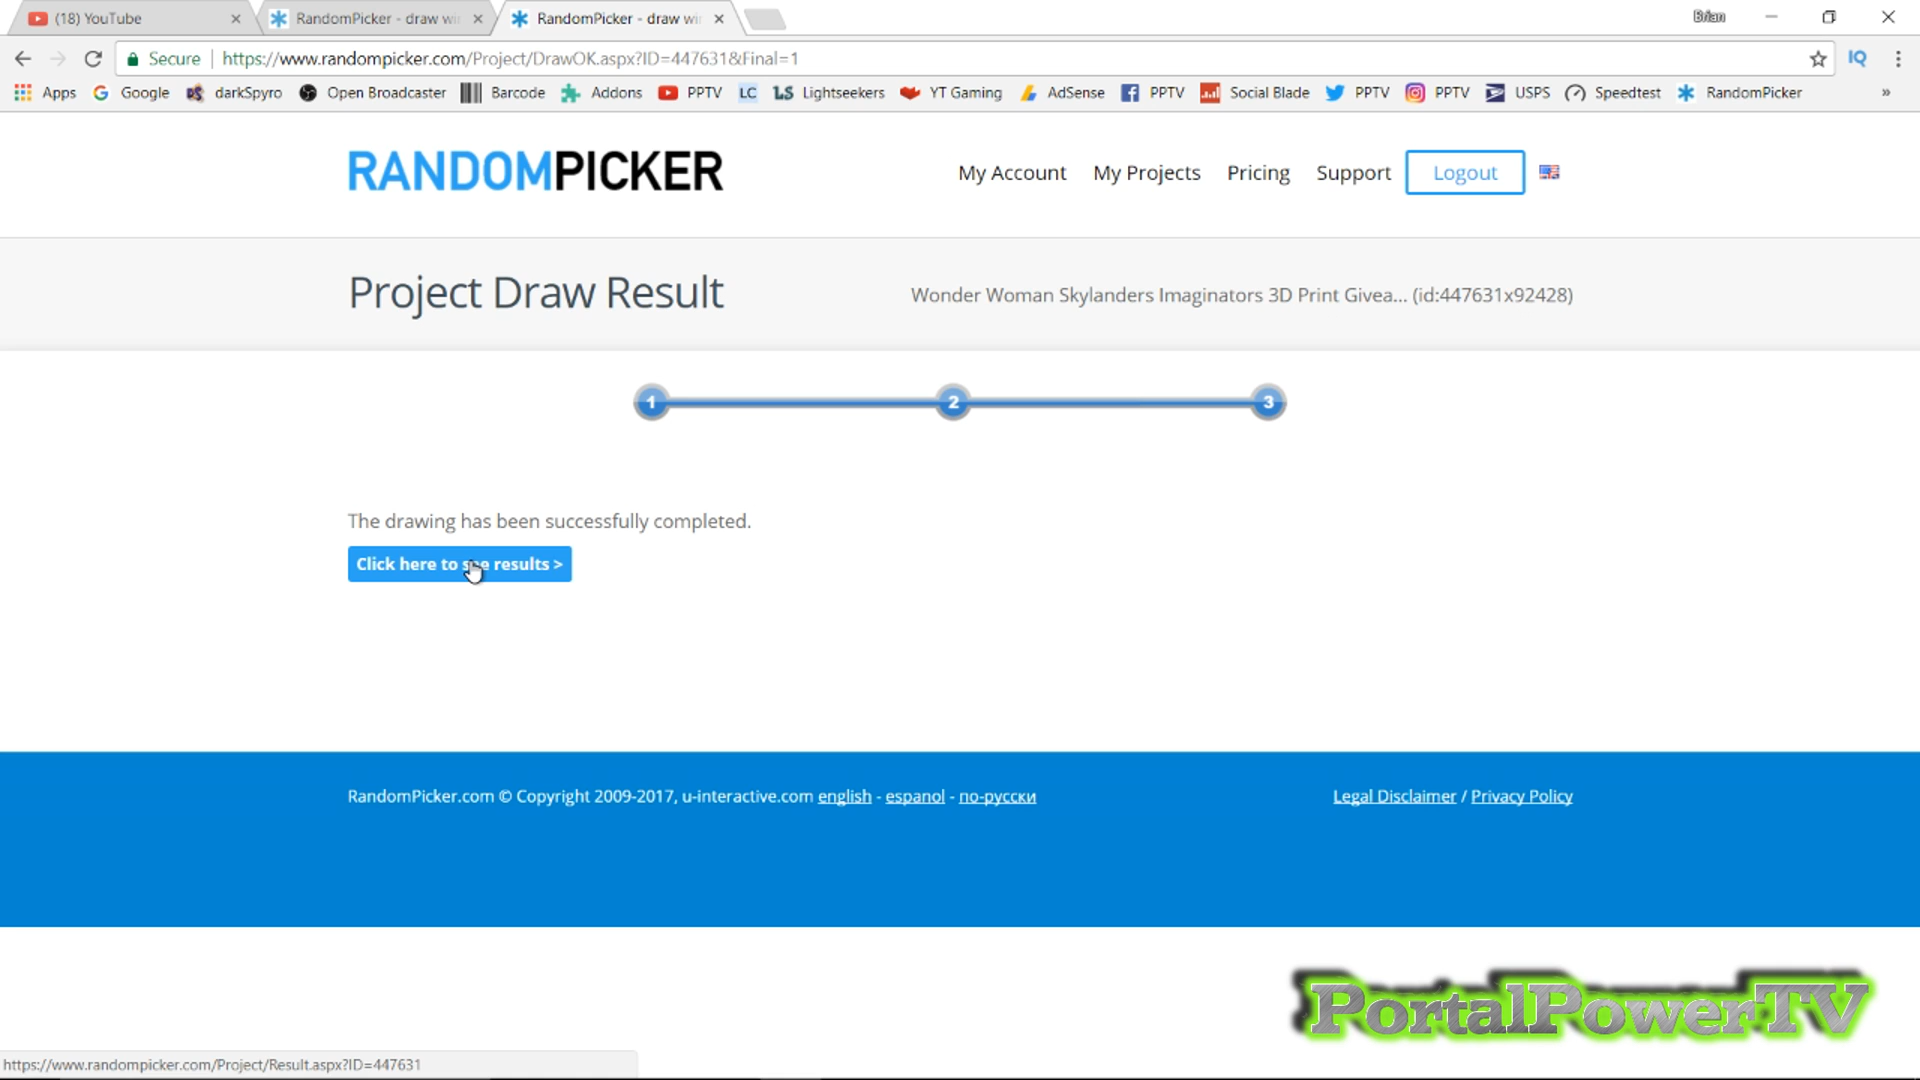 (18) YouTube
RandomPicker - draw wi
RandomPicker - draw wi
Brian
Secure
https://www.randompicker.com/Project/DrawOK.aspx?ID=447631&Final=1
IQ
Apps Google darkSpyro Open Broadcaster Barcode Addons PPTV LC LS Lightseekers YT Gaming AdSense PPTV Social Blade PPTV PPTV USPS Speedtest RandomPicker »
RANDOMPICKER
My Account My Projects Pricing Support Logout
Project Draw Result
Wonder Woman Skylanders Imaginators 3D Print Givea... (id:447631x92428)
1 2 3
The drawing has been successfully completed.
Click here to see results >
RandomPicker.com © Copyright 2009-2017, u-interactive.com english - espanol - по-русски
Legal Disclaimer / Privacy Policy
PortalPowerTV
https://www.randompicker.com/Project/Result.aspx?ID=447631